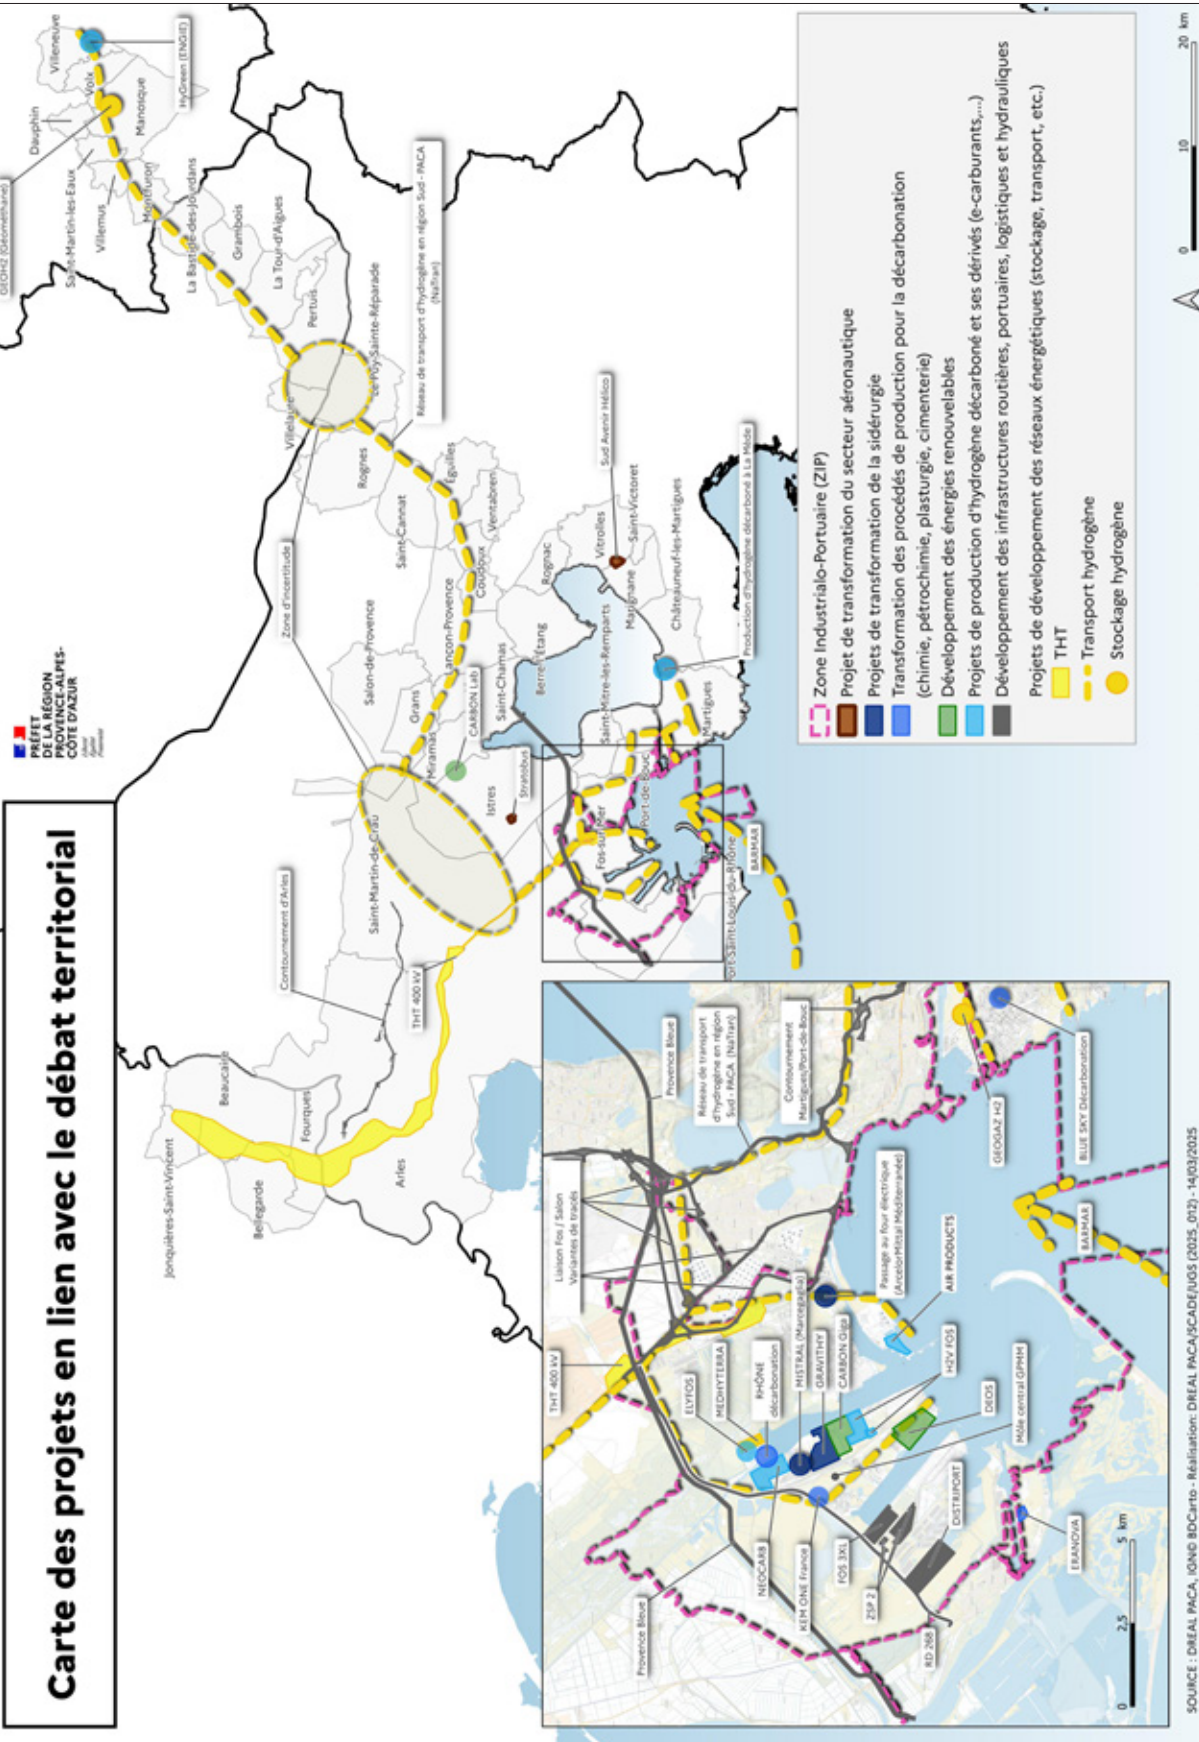 Carte des projets en lien avec le débat territorial
PRÉFET
DE LA RÉGION
PROVENCE-ALPES-
CÔTE D'AZUR
Liberté
Égalité
Fraternité
Jonquières-Saint-Vincent
Beaucaire
Bellegarde
Fourques
Arles
Contournement d'Arles
THT 400 kV
Saint-Martin-de-Crau
Zone d'incertitude
Salon-de-Provence
Grans
Miramas
Lançon-Provence
CARBON Lab
Istres
Stratobus
Saint-Chamas
Berre-l'Étang
Coudoux
Saint-Cannat
Rognes
Éguilles
Ventabren
Rognac
Vitrolles
Saint-Victoret
Marignane
Sud Avenir Hélico
Saint-Mitre-les-Remparts
Châteauneuf-les-Martigues
Martigues
Port-de-Bouc
Fos-sur-Mer
Port-Saint-Louis-du-Rhône
BARMAR
Production d'hydrogène décarboné à La Mède
Villelaure
Le Puy-Sainte-Réparade
Pertuis
La Tour-d'Aigues
Grambois
La Bastide-des-Jourdans
Montfuron
Réseau de transport d'hydrogène en région Sud - PACA
(NaTran)
Villemus
Saint-Martin-les-Eaux
Dauphin
Manosque
Volx
Villeneuve
GEOH2 (Géométhane)
HyGreen (ENGIE)
THT 400 kV
Liaison Fos / Salon
Variantes de tracés
Provence Bleue
Réseau de transport
d'hydrogène en région
Sud - PACA (NaTran)
Contournement
Martigues/Port-de-Bouc
Provence Bleue
ELYFOS
MEDHYTERRA
RHÔNE
décarbonation
MISTRAL (Marcegaglia)
GRAVITHY
CARBON Giga
Passage au four électrique
(ArcelorMittal Méditerranée)
AIR PRODUCTS
H2V FOS
DEOS
Môle central GPMM
NEOCARB
KEM ONE France
FOS 3XL
ZSP 2
DISTRIPORT
RD 268
ERANOVA
GEOGAZ H2
BLUE SKY Décarbonation
BARMAR
0 2,5 5 km
Zone Industrialo-Portuaire (ZIP)
Projet de transformation du secteur aéronautique
Projets de transformation de la sidérurgie
Transformation des procédés de production pour la décarbonation
(chimie, pétrochimie, plasturgie, cimenterie)
Développement des énergies renouvelables
Projets de production d'hydrogène décarboné et ses dérivés (e-carburants,...)
Développement des infrastructures routières, portuaires, logistiques et hydrauliques
Projets de développement des réseaux énergétiques (stockage, transport, etc.)
THT
Transport hydrogène
Stockage hydrogène
0 10 20 km
SOURCE : DREAL PACA, IGN© BDCarto - Réalisation: DREAL PACA/SCADE/UGS (2025_012) - 14/03/2025